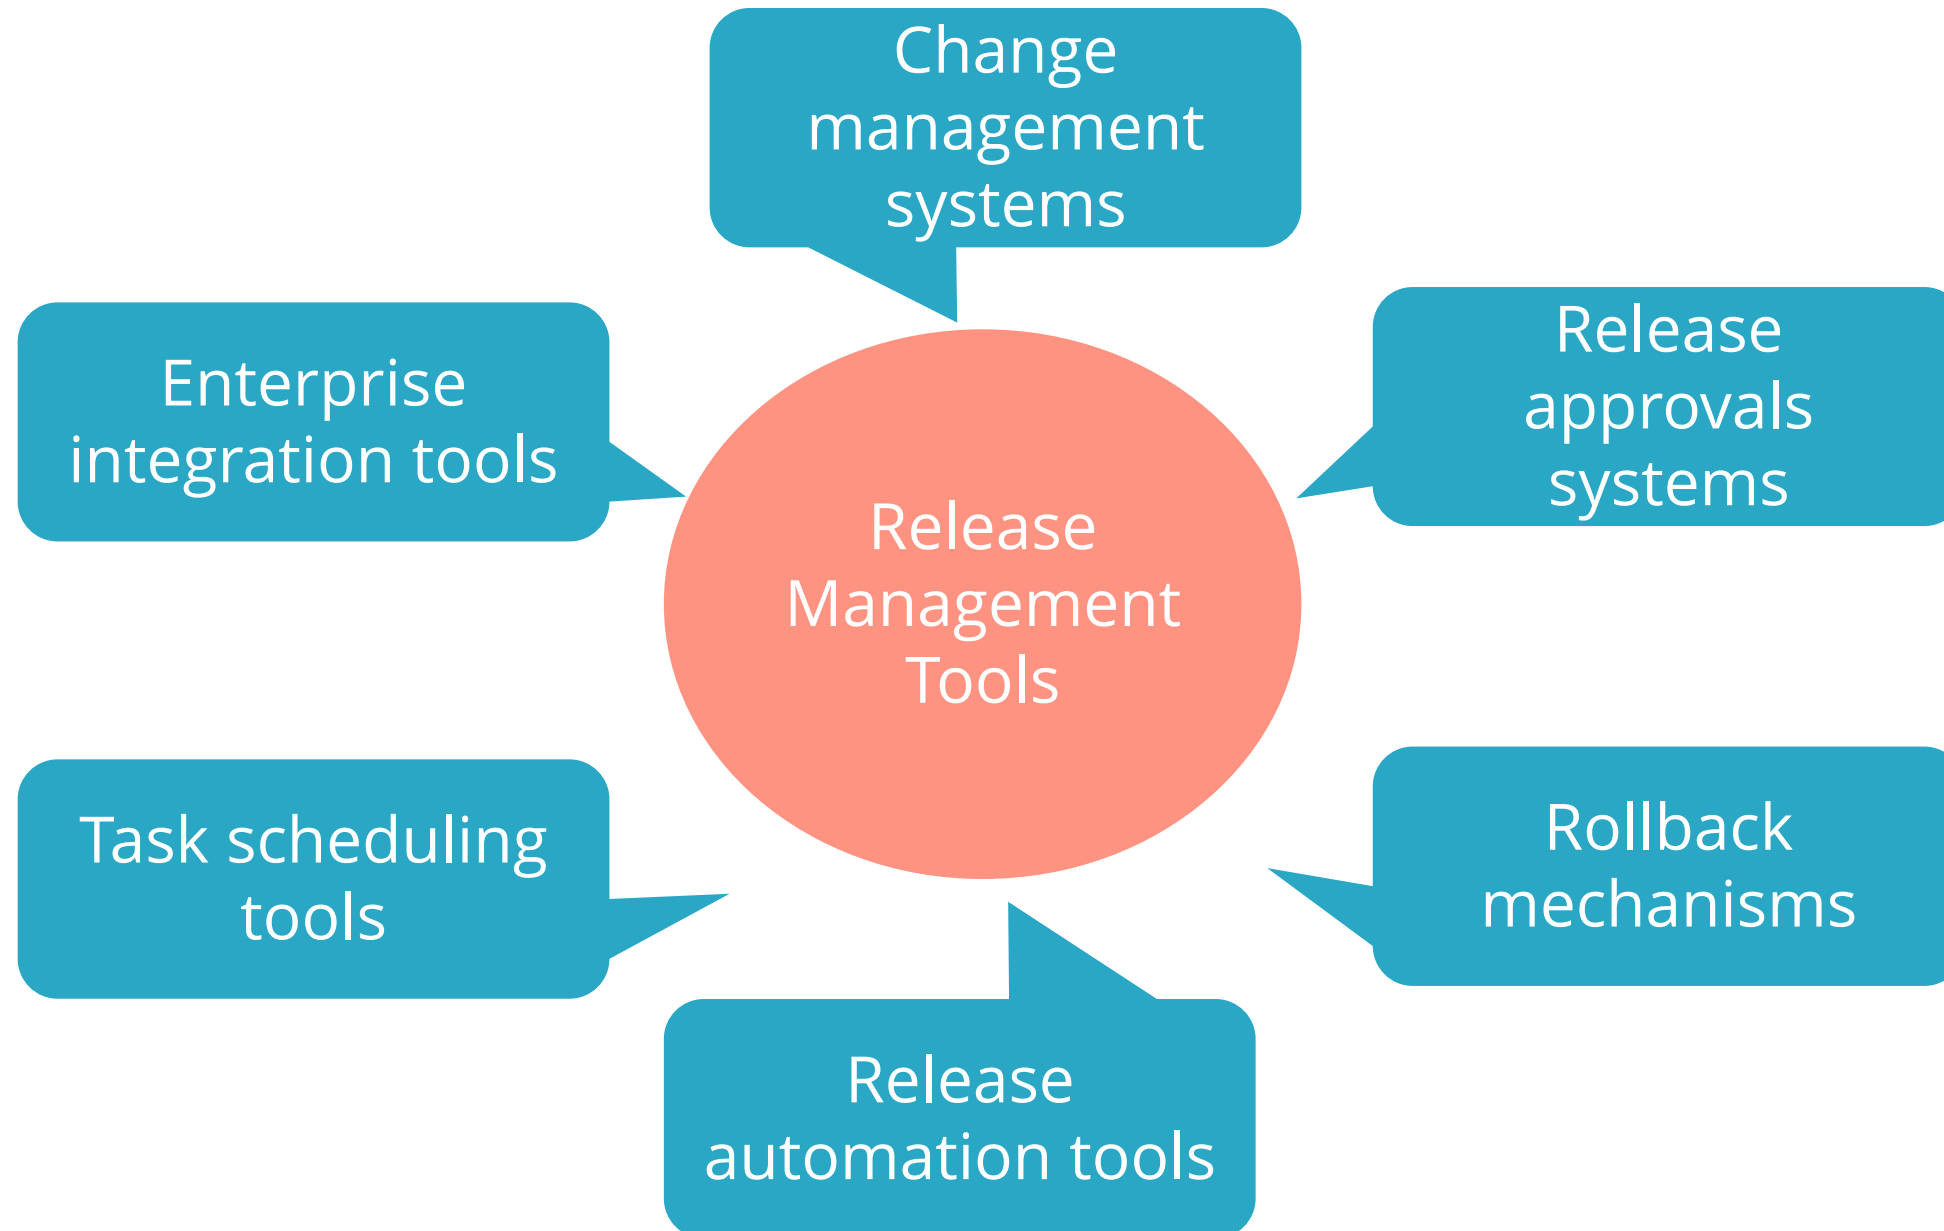 Change
management
systems
Enterprise
integration tools
Release
approvals
systems
Release
Management
Tools
Task scheduling
tools
Rollback
mechanisms
Release
automation tools